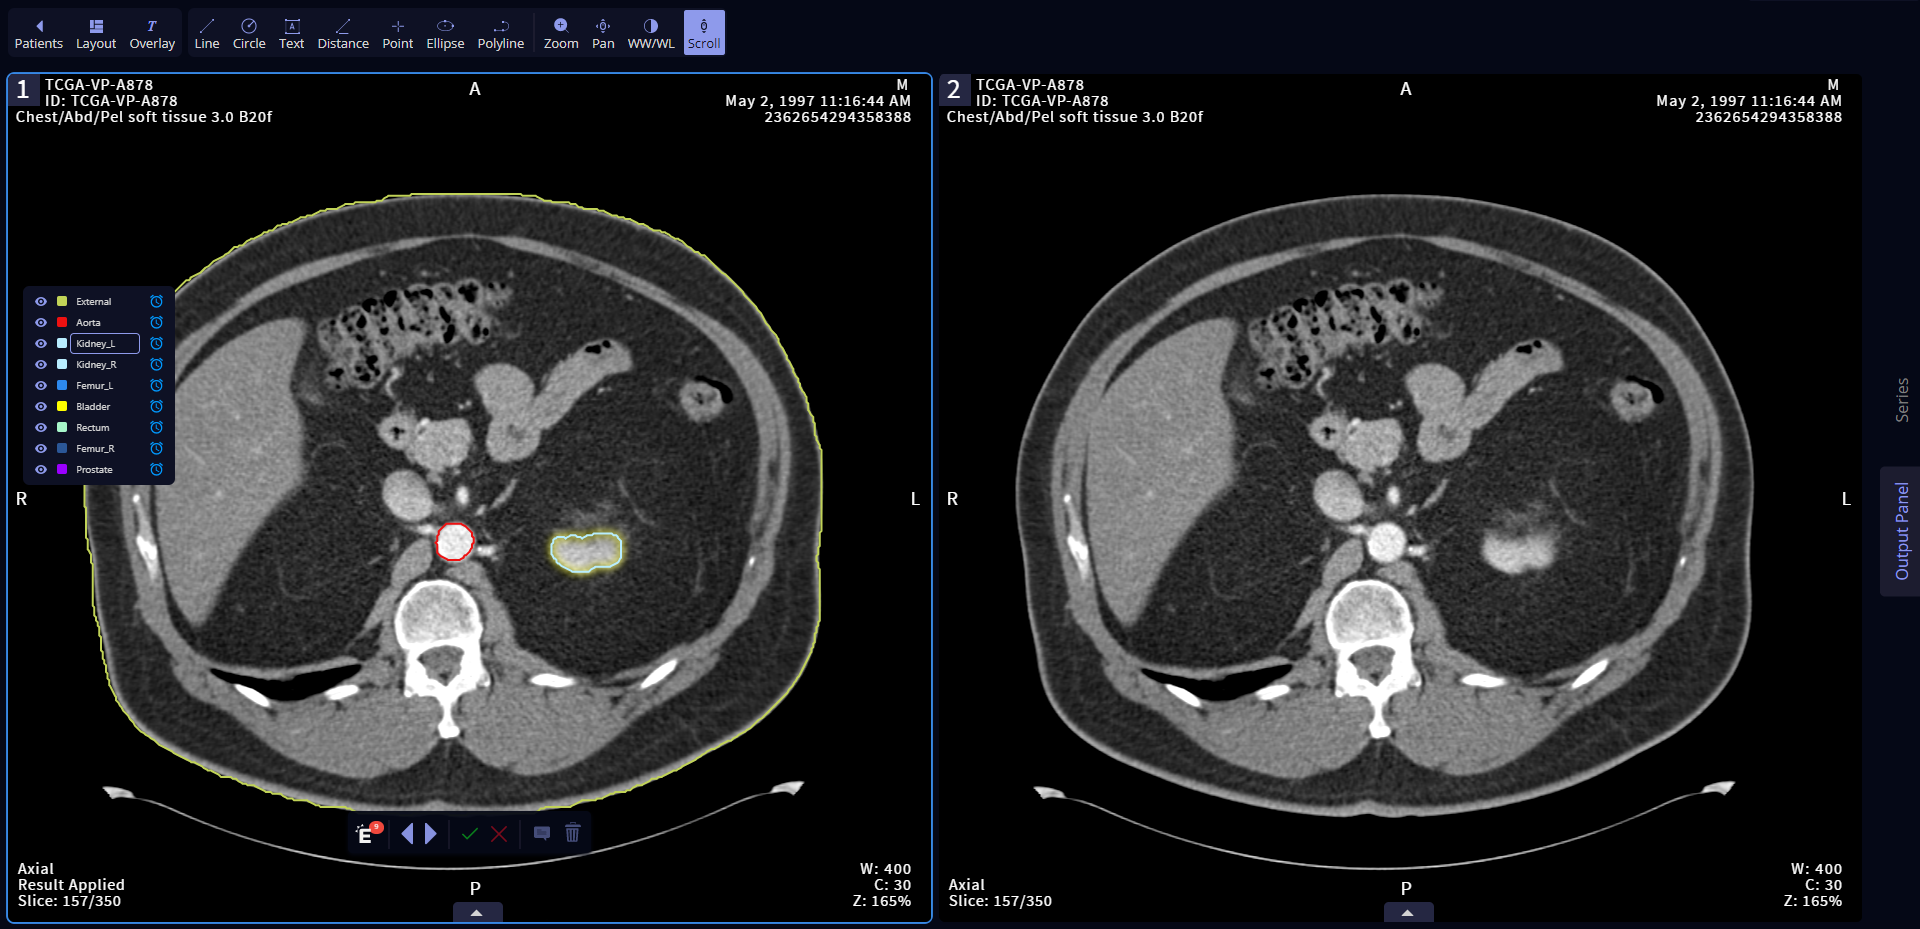 Patients Layout Overlay Line Circle Text Distance Point Ellipse Polyline Zoom Pan WW/WL Scroll
1
TCGA-VP-A878
ID: TCGA-VP-A878
Chest/Abd/Pel soft tissue 3.0 B20f
A
M
May 2, 1997 11:16:44 AM
2362654294358388
External
Aorta
Kidney_L
Kidney_R
Femur_L
Bladder
Rectum
Femur_R
Prostate
R
L
E 9
Axial
Result Applied
Slice: 157/350
P
W: 400
C: 30
Z: 165%
2
TCGA-VP-A878
ID: TCGA-VP-A878
Chest/Abd/Pel soft tissue 3.0 B20f
A
M
May 2, 1997 11:16:44 AM
2362654294358388
R
L
Axial
Slice: 157/350
P
W: 400
C: 30
Z: 165%
Series
Output Panel